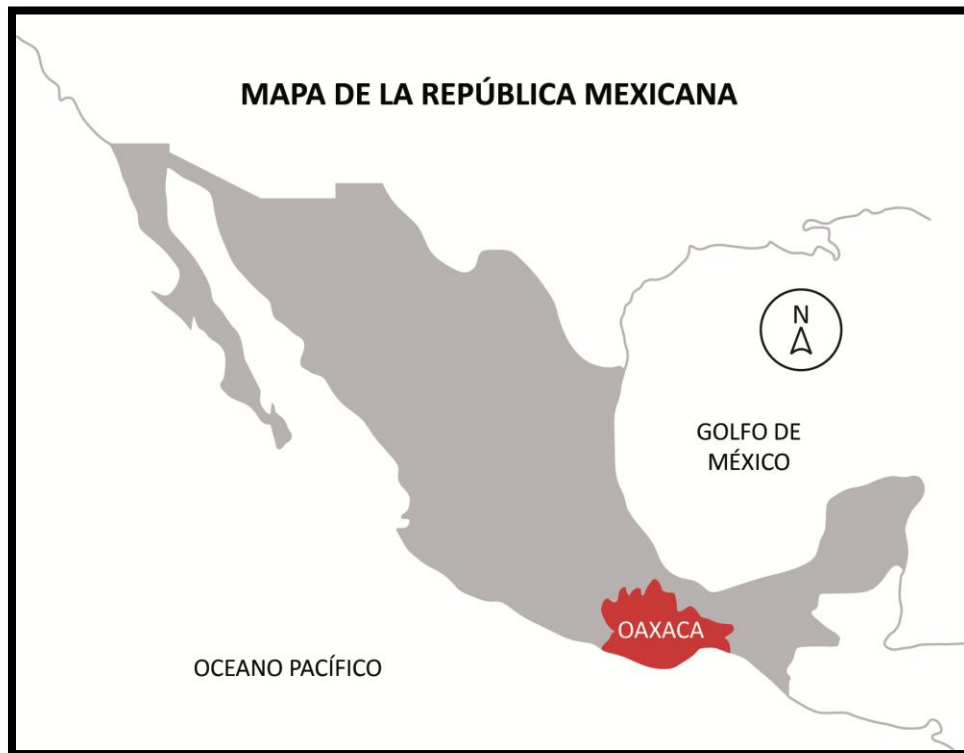 MAPA DE LA REPÚBLICA MEXICANA
N
GOLFO DE
MÉXICO
OAXACA
OCEANO PACÍFICO